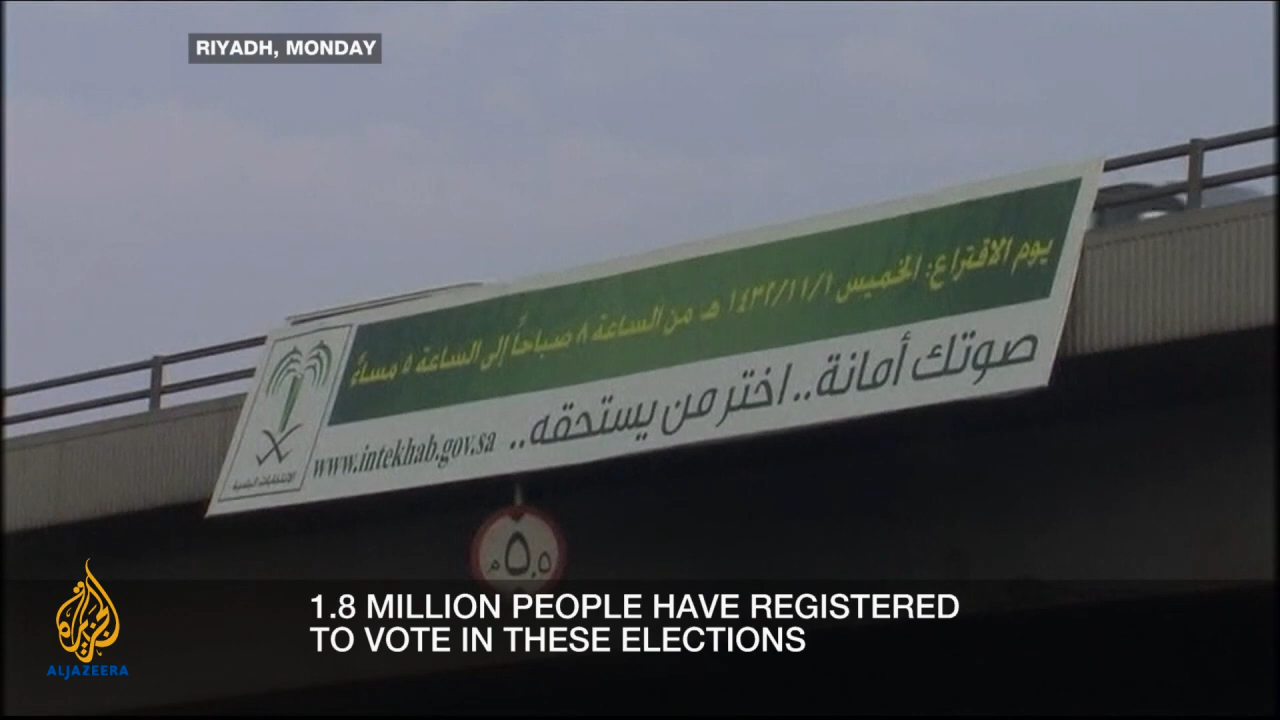 RIYADH, MONDAY
يوم الاقتراع: الخميس ١٤٣٢/١١/١ هـ من الساعة ٨ صباحاً إلى الساعة ٥ مساءً
صوتك أمانة.. اختر من يستحقه..
www.intekhab.gov.sa
الانتخابات البلدية
٥.٥ م
1.8 MILLION PEOPLE HAVE REGISTERED
TO VOTE IN THESE ELECTIONS
الجزيرة
ALJAZEERA